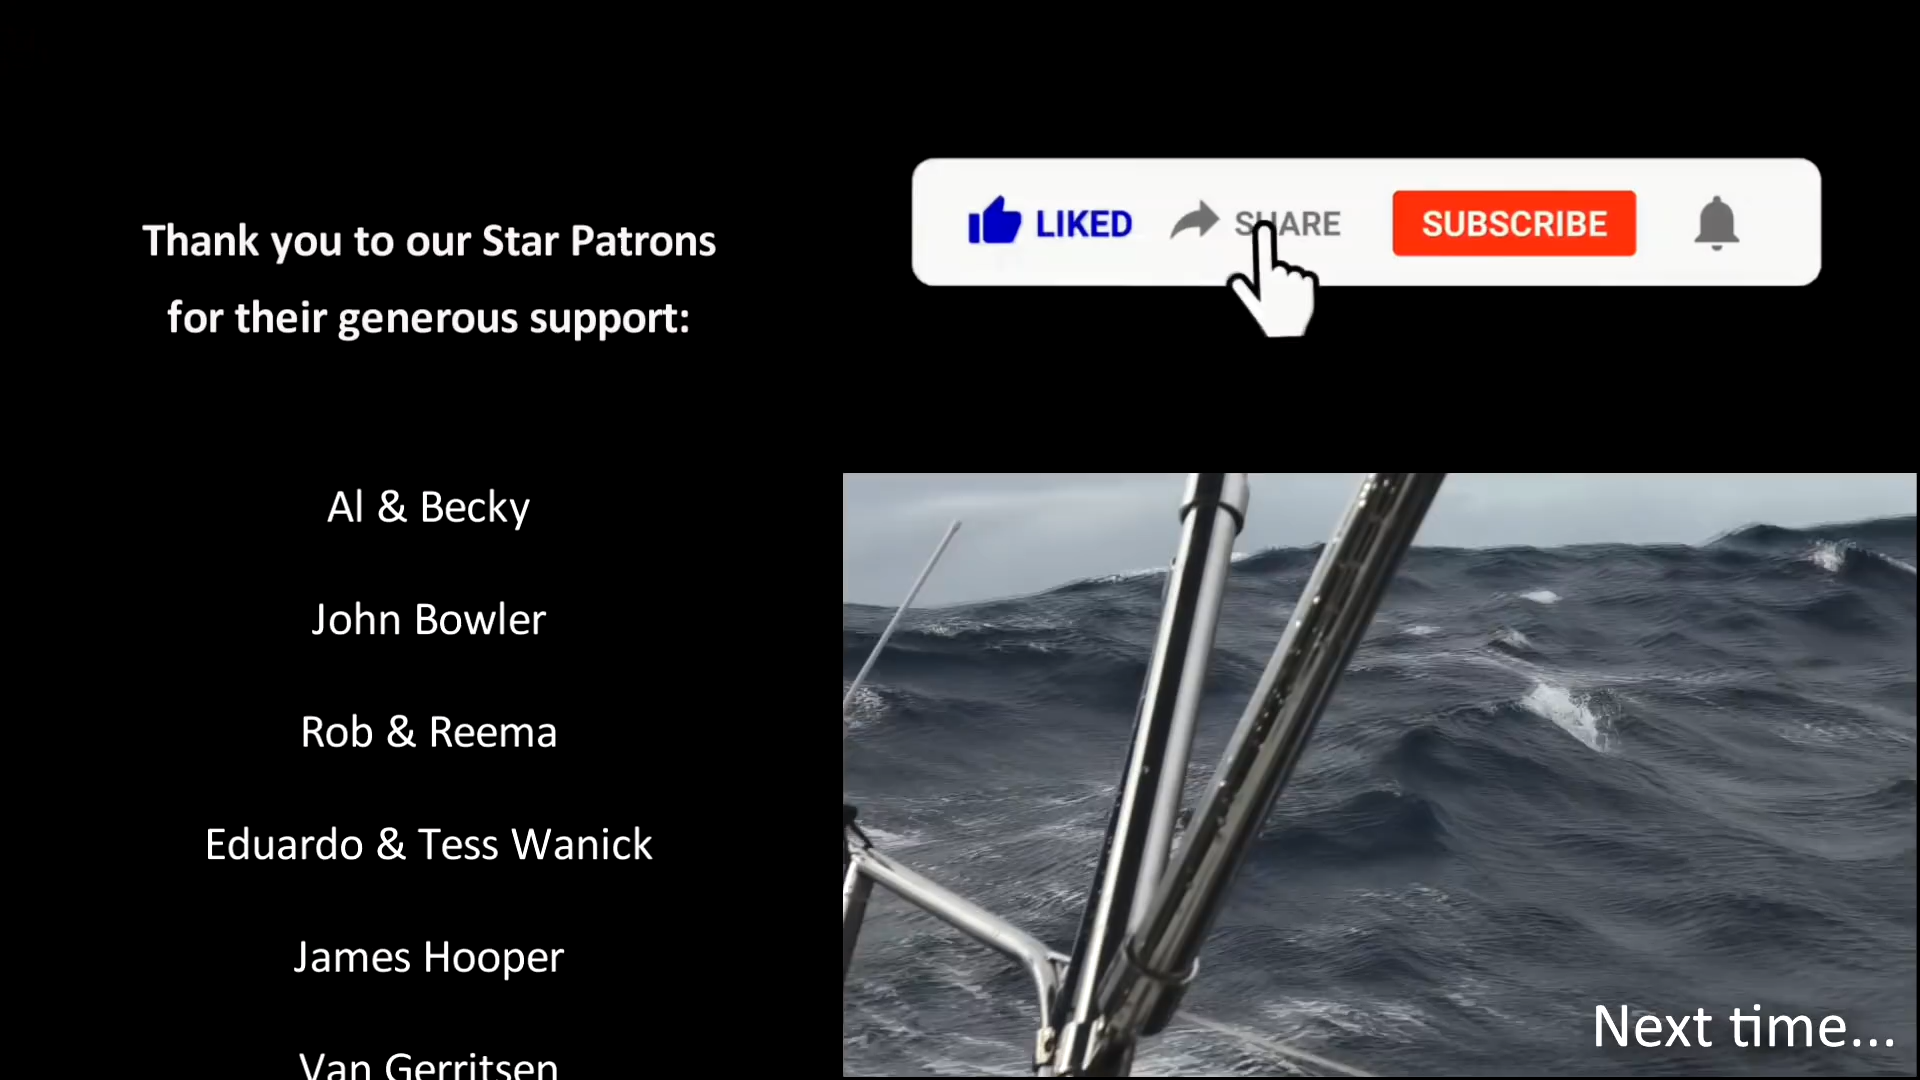 Thank you to our Star Patrons
for their generous support:
Al & Becky
John Bowler
Rob & Reema
Eduardo & Tess Wanick
James Hooper
Van Gerritsen
LIKED SHARE SUBSCRIBE
Next time...